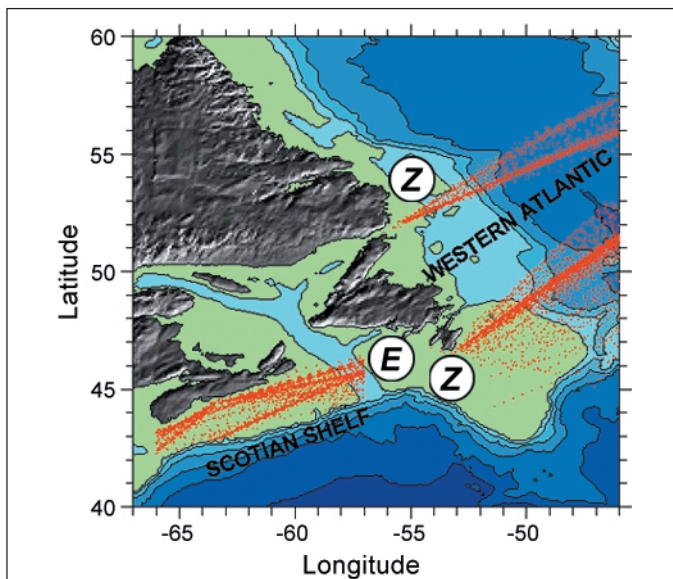 60
55
50
45
40
Latitude
Z
WESTERN ATLANTIC
E
Z
SCOTIAN SHELF
-65
-60
-55
-50
Longitude